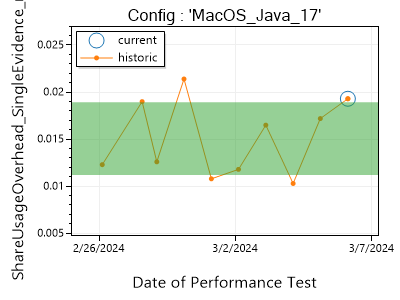 Config : 'MacOS_Java_17'
ShareUsageOverhead_SingleEvidence_
0.025
0.02
0.015
0.01
0.005
current
historic
2/26/2024
3/2/2024
3/7/2024
Date of Performance Test